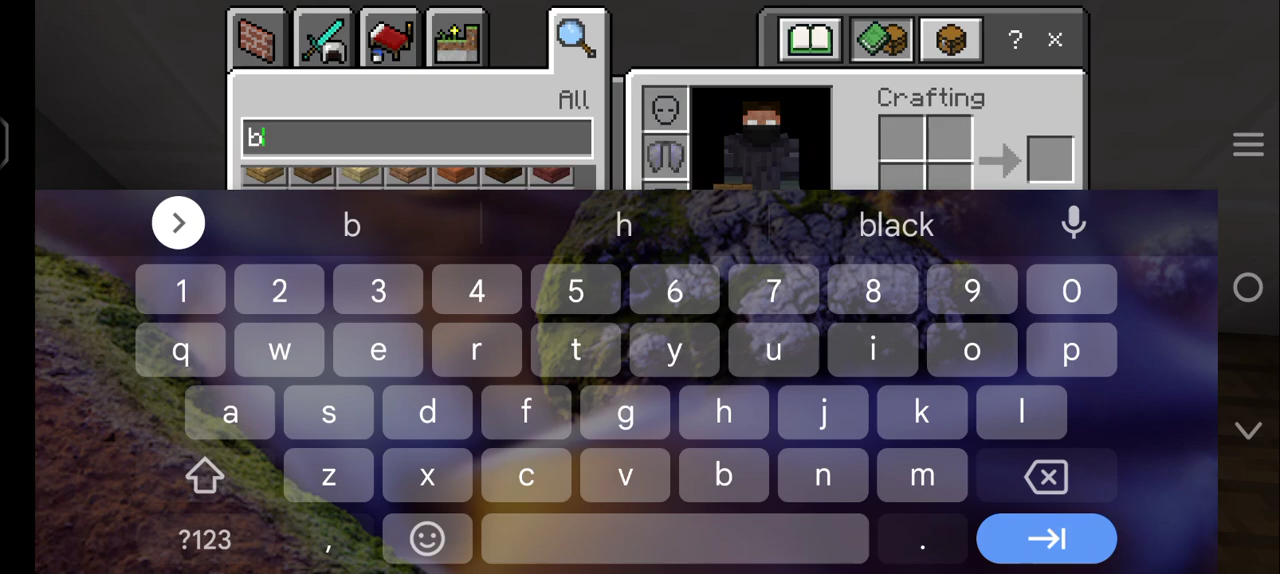 ? ×
All
Crafting
b
b h black
1 2 3 4 5 6 7 8 9 0
q w e r t y u i o p
a s d f g h j k l
z x c v b n m
?123 , .